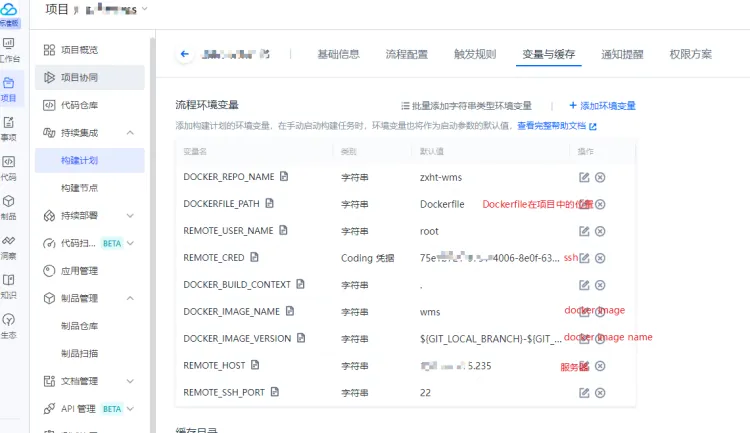 项目
标准版
工作台
项目
事项
代码
制品
洞察
知识
生态
项目概览
项目协同
代码仓库
持续集成
构建计划
构建节点
持续部署
代码扫... BETA
应用管理
制品管理
制品仓库
制品扫描
文档管理
API 管理 BETA
基础信息 流程配置 触发规则 变量与缓存 通知提醒 权限方案
流程环境变量 批量添加字符串类型环境变量 + 添加环境变量
添加构建计划的环境变量,在手动启动构建任务时,环境变量也将作为启动参数的默认值,查看完整帮助文档
变量名 类别 默认值 操作
DOCKER_REPO_NAME 字符串 zxht-wms
DOCKERFILE_PATH 字符串 Dockerfile Dockerfile在项目中的位置
REMOTE_USER_NAME 字符串 root
REMOTE_CRED Coding 凭据 4006-8e0f-63... ssh
DOCKER_BUILD_CONTEXT 字符串 .
DOCKER_IMAGE_NAME 字符串 wms docker image
DOCKER_IMAGE_VERSION 字符串 ${GIT_LOCAL_BRANCH}-${GIT_... docker image name
REMOTE_HOST 字符串 5.235 服务器
REMOTE_SSH_PORT 字符串 22
缓存目录